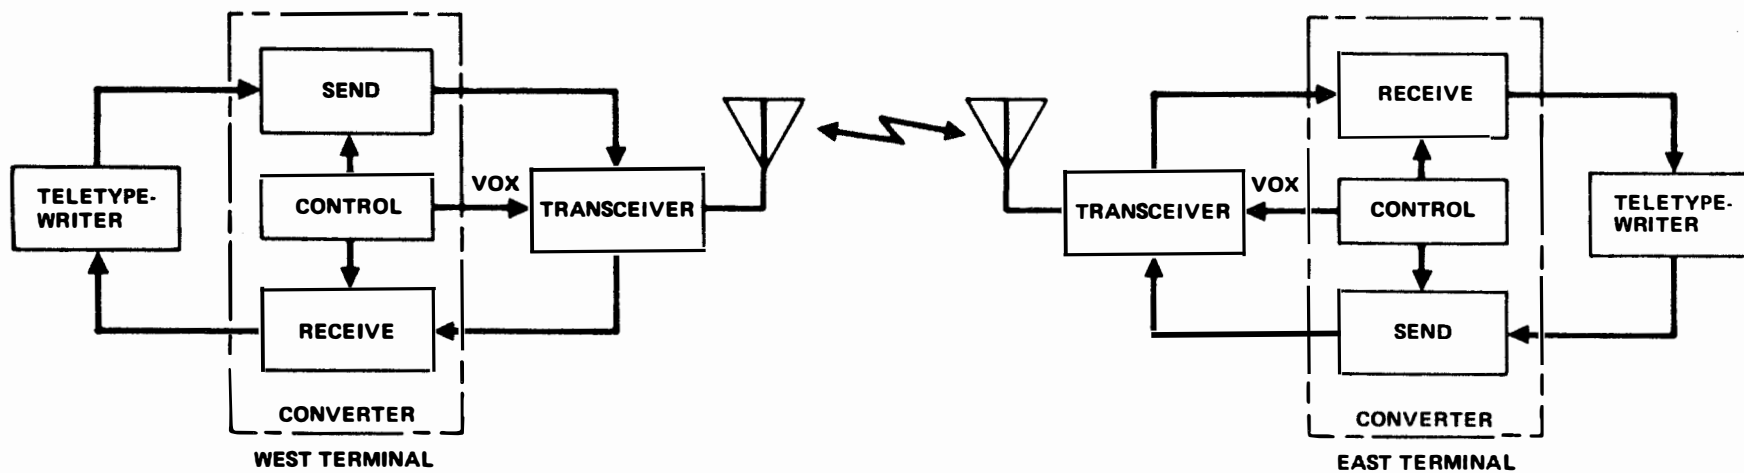 SEND
TELETYPE-
WRITER
CONTROL
VOX
TRANSCEIVER
RECEIVE
CONVERTER
WEST TERMINAL
RECEIVE
TRANSCEIVER
VOX
CONTROL
TELETYPE-
WRITER
SEND
CONVERTER
EAST TERMINAL